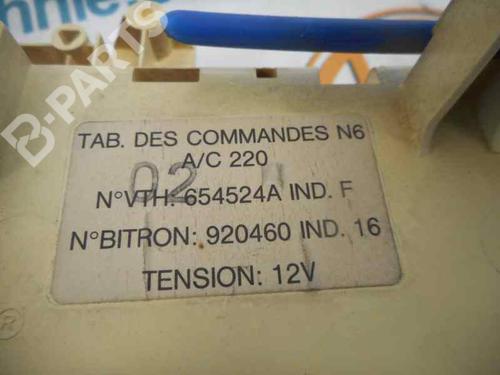 B-PARTS
TAB. DES COMMANDES N6
A/C 220
02
N°VTH: 654524A IND. F
N°BITRON: 920460 IND. 16
TENSION: 12V
®